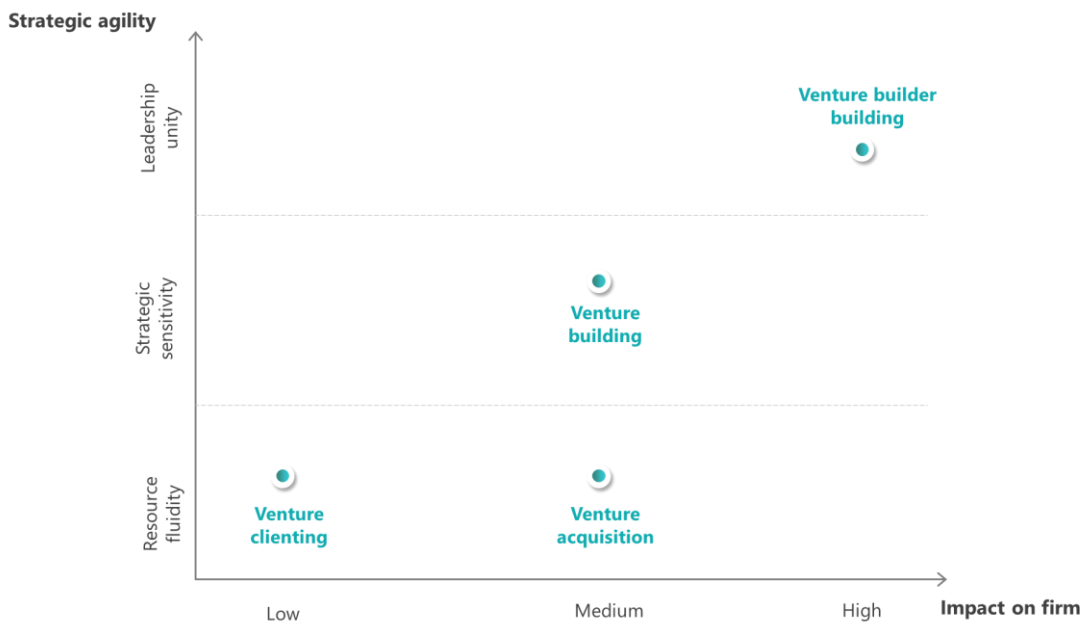 Strategic agility
Leadership
unity
Venture builder
building
Strategic
sensitivity
Venture
building
Resource
fluidity
Venture
clienting
Venture
acquisition
Low
Medium
High
Impact on firm